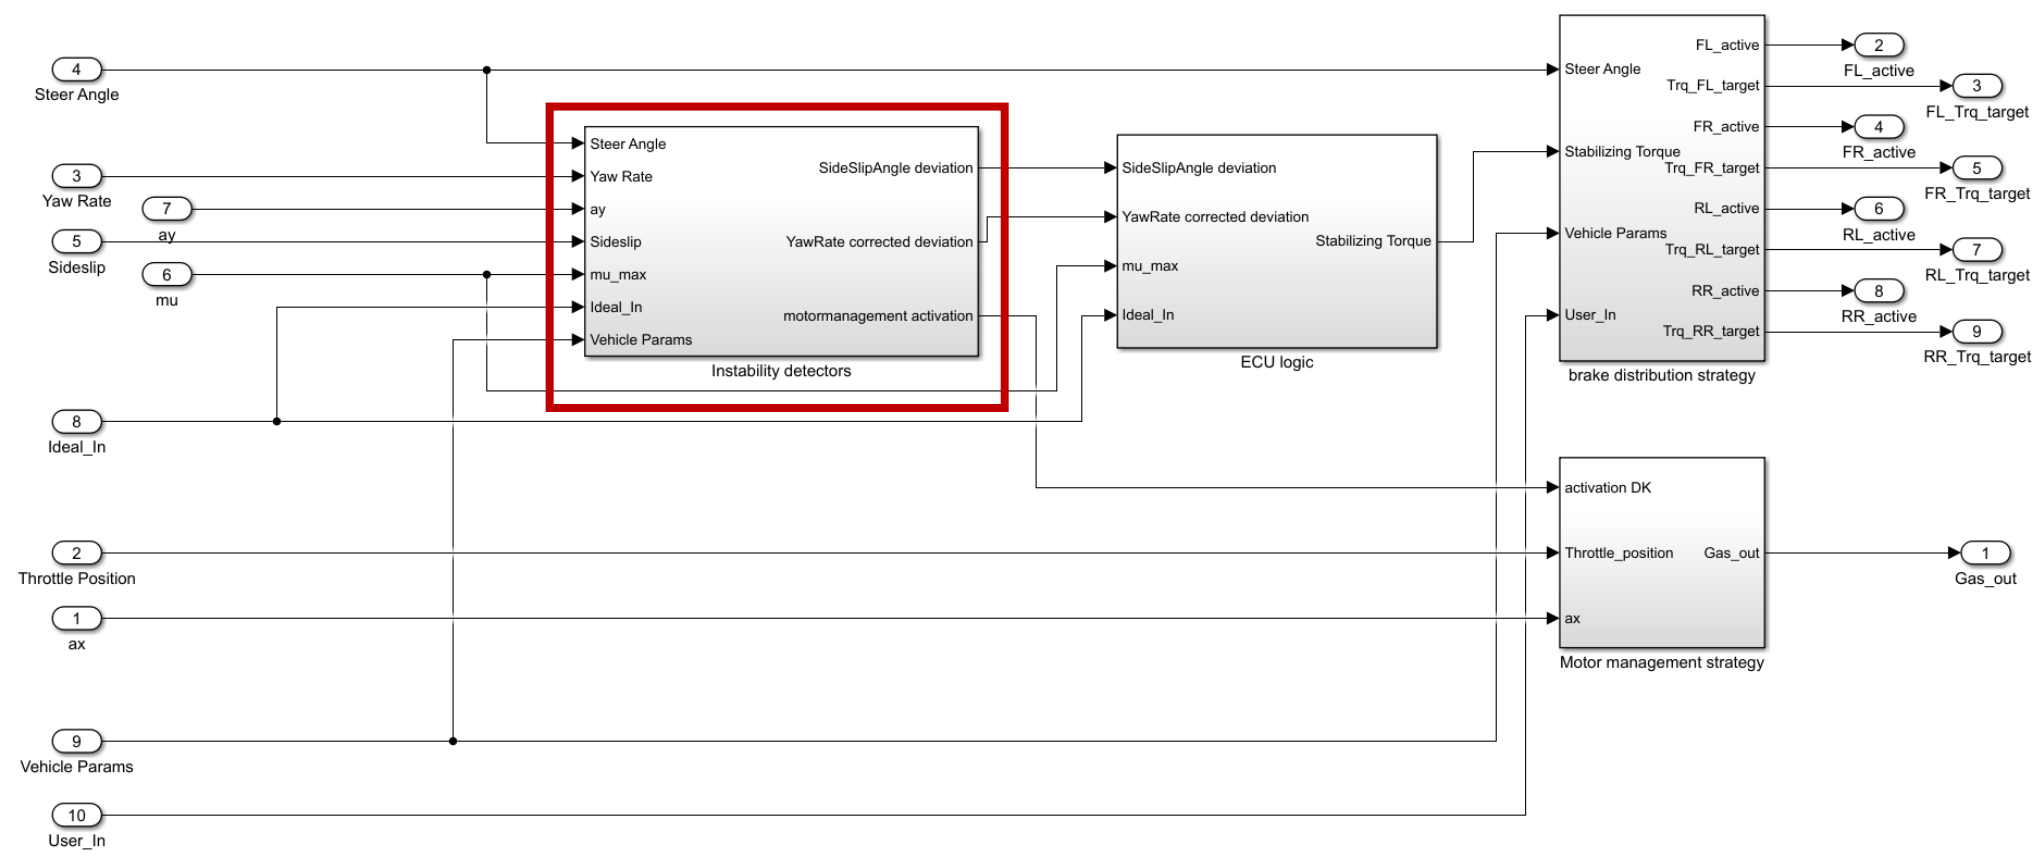 4
Steer Angle
3
Yaw Rate
7
ay
5
Sideslip
6
mu
8
Ideal_In
2
Throttle Position
1
ax
9
Vehicle Params
10
User_In
Steer Angle
Yaw Rate
ay
Sideslip
mu_max
Ideal_In
Vehicle Params
SideSlipAngle deviation
YawRate corrected deviation
motormanagement activation
Instability detectors
SideSlipAngle deviation
YawRate corrected deviation
mu_max
Ideal_In
Stabilizing Torque
ECU logic
Steer Angle
Stabilizing Torque
Vehicle Params
User_In
FL_active
Trq_FL_target
FR_active
Trq_FR_target
RL_active
Trq_RL_target
RR_active
Trq_RR_target
brake distribution strategy
activation DK
Throttle_position
ax
Gas_out
Motor management strategy
2
FL_active
3
FL_Trq_target
4
FR_active
5
FR_Trq_target
6
RL_active
7
RL_Trq_target
8
RR_active
9
RR_Trq_target
1
Gas_out